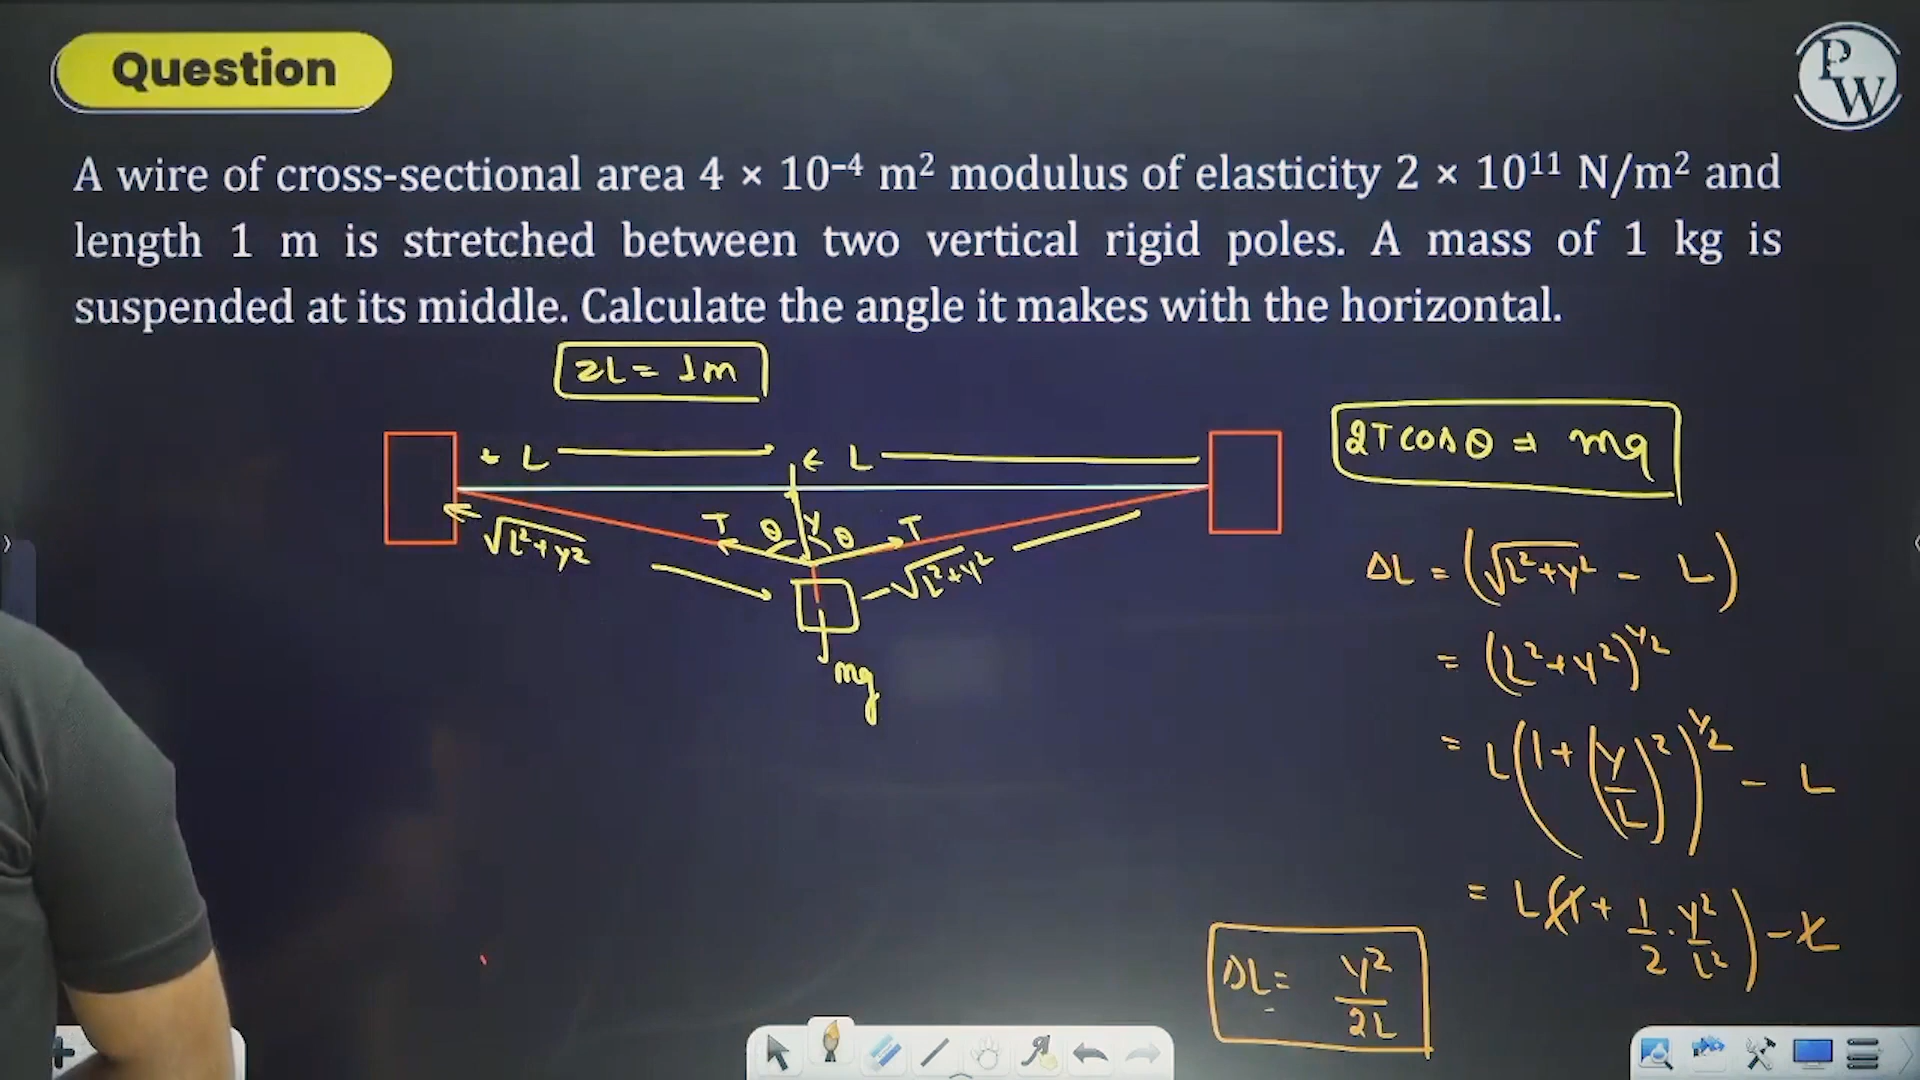 Question
PW
A wire of cross-sectional area 4 × 10⁻⁴ m² modulus of elasticity 2 × 10¹¹ N/m² and
length 1 m is stretched between two vertical rigid poles. A mass of 1 kg is
suspended at its middle. Calculate the angle it makes with the horizontal.
2L = 1m
L L
2T cos θ = mg
T θ y θ T
√L²+y² √L²+y²
mg
ΔL = (√L²+y² - L)
= (L²+y²)^1/2
= L(1+(y/L)²)^1/2 - L
= L(1 + 1/2 · y²/L²) - L
ΔL = y²/2L